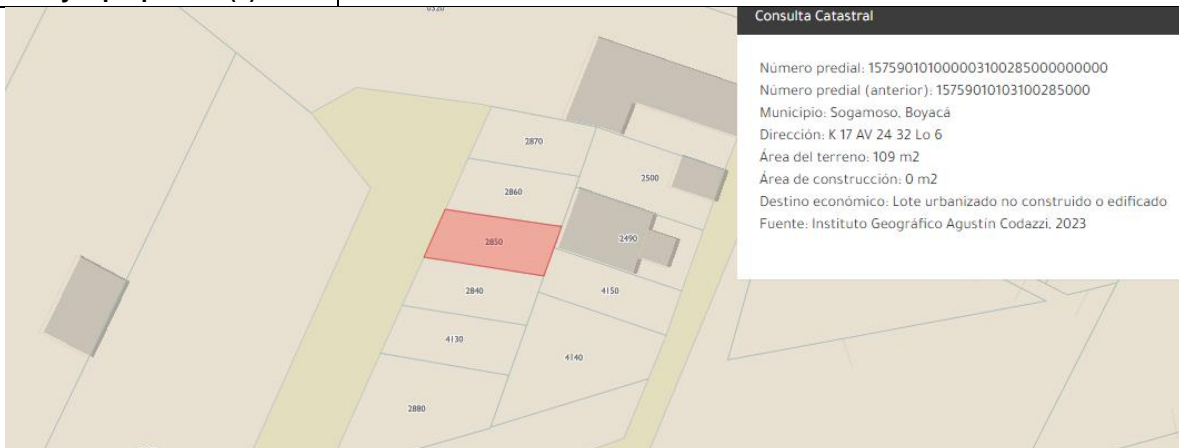 Consulta Catastral
Número predial: 157590101000003100285000000000
Número predial (anterior): 15759010103100285000
Municipio: Sogamoso, Boyacá
Dirección: K 17 AV 24 32 Lo 6
Área del terreno: 109 m2
Área de construcción: 0 m2
Destino económico: Lote urbanizado no construido o edificado
Fuente: Instituto Geográfico Agustín Codazzi, 2023
2870
2500
2860
2850
2490
2840
4150
4130
4140
2880